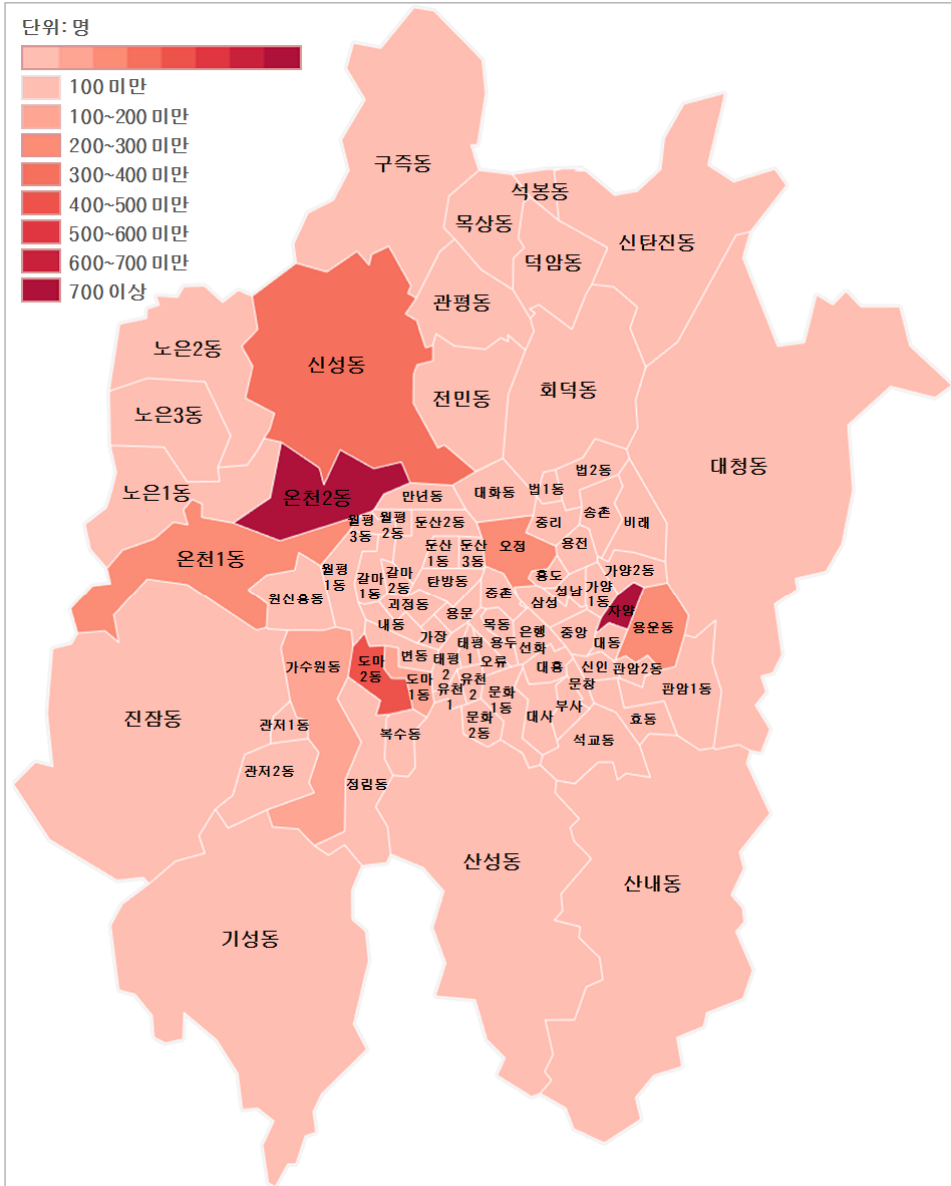 단위: 명
100 미만
100~200 미만
200~300 미만
300~400 미만
400~500 미만
500~600 미만
600~700 미만
700 이상
구즉동
석봉동
목상동
신탄진동
덕암동
관평동
노은2동
신성동
전민동
회덕동
노은3동
대청동
노은1동
온천2동
만년동
대화동
법1동
법2동
송촌
비래
중리
월평
3동
월평
2동
둔산2동
오정
용전
온천1동
둔산
1동
둔산
3동
월평
1동
갈마
1동
갈마
2동
탄방동
홍도
성남
가양
1동
가양2동
원신흥동
괴정동
중촌
삼성
자양
용운동
내동
용문
목동
은행
선화
중앙
대동
가장
용두
가수원동
도마
2동
변동
태평
2
태평
1
오류
대흥
신인
판암2동
도마
1동
유천
1
유천
2
문화
1동
문창
판암1동
진잠동
관저1동
복수동
문화
2동
대사
부사
효동
석교동
관저2동
정림동
산성동
산내동
기성동